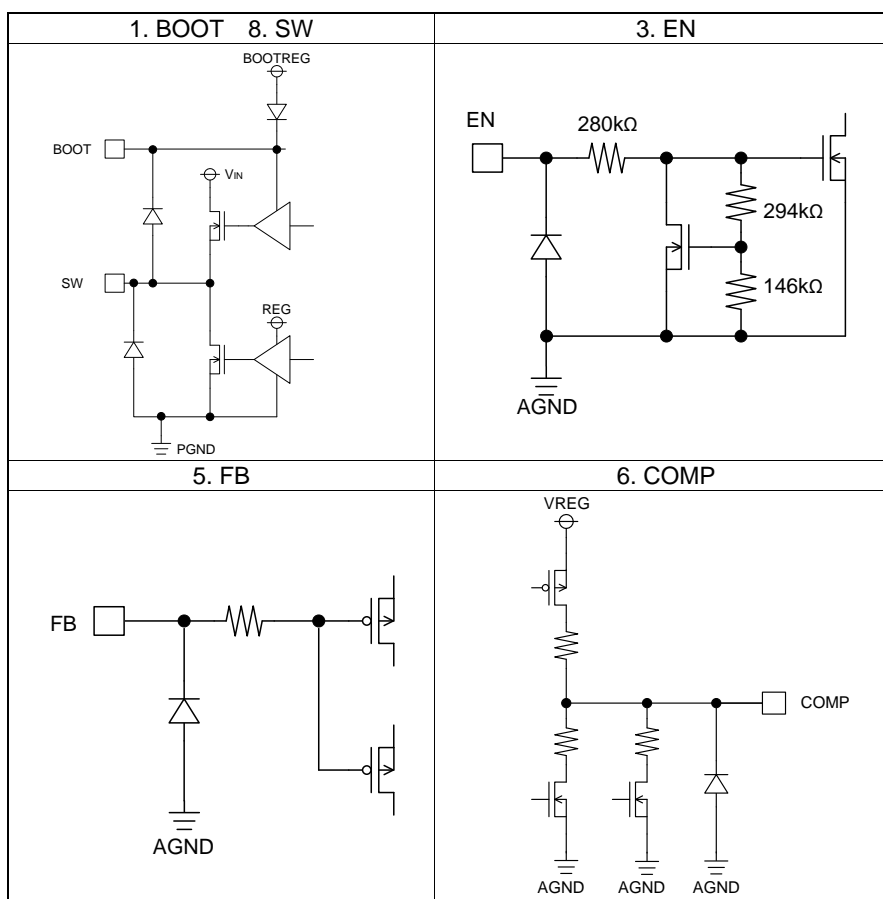 1. BOOT 8. SW
BOOTREG
BOOT
VIN
SW
REG
PGND
3. EN
EN
280kΩ
294kΩ
146kΩ
AGND
5. FB
FB
AGND
6. COMP
VREG
COMP
AGND AGND AGND